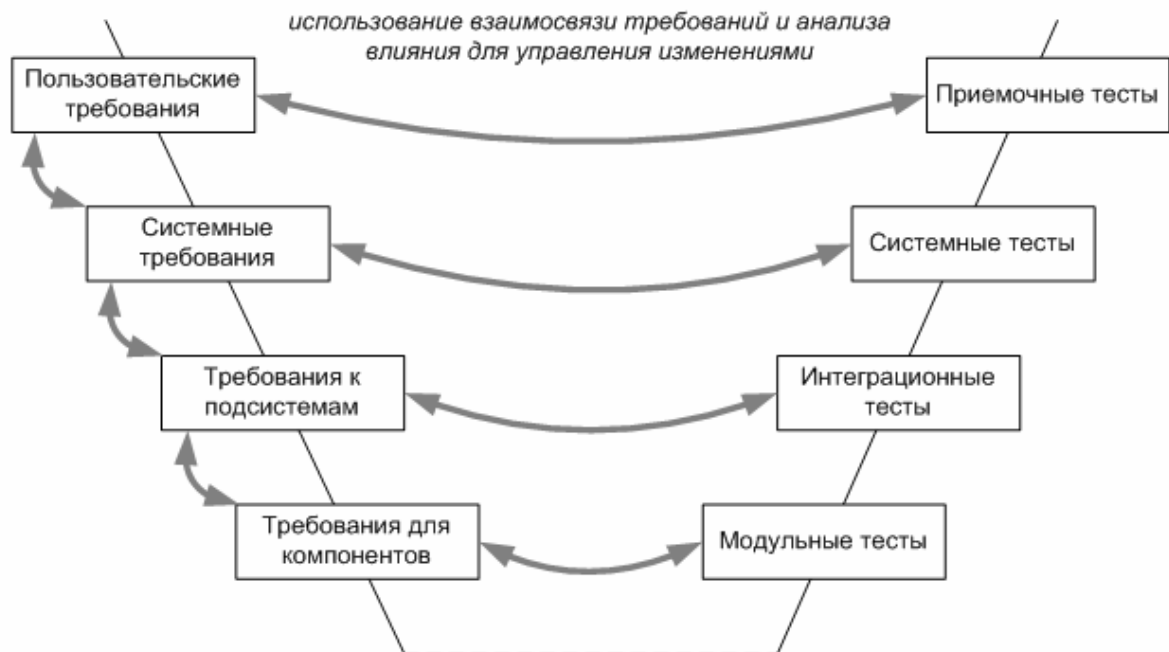 использование взаимосвязи требований и анализа
влияния для управления изменениями
Пользовательские
требования
Приемочные тесты
Системные
требования
Системные тесты
Требования к
подсистемам
Интеграционные
тесты
Требования для
компонентов
Модульные тесты